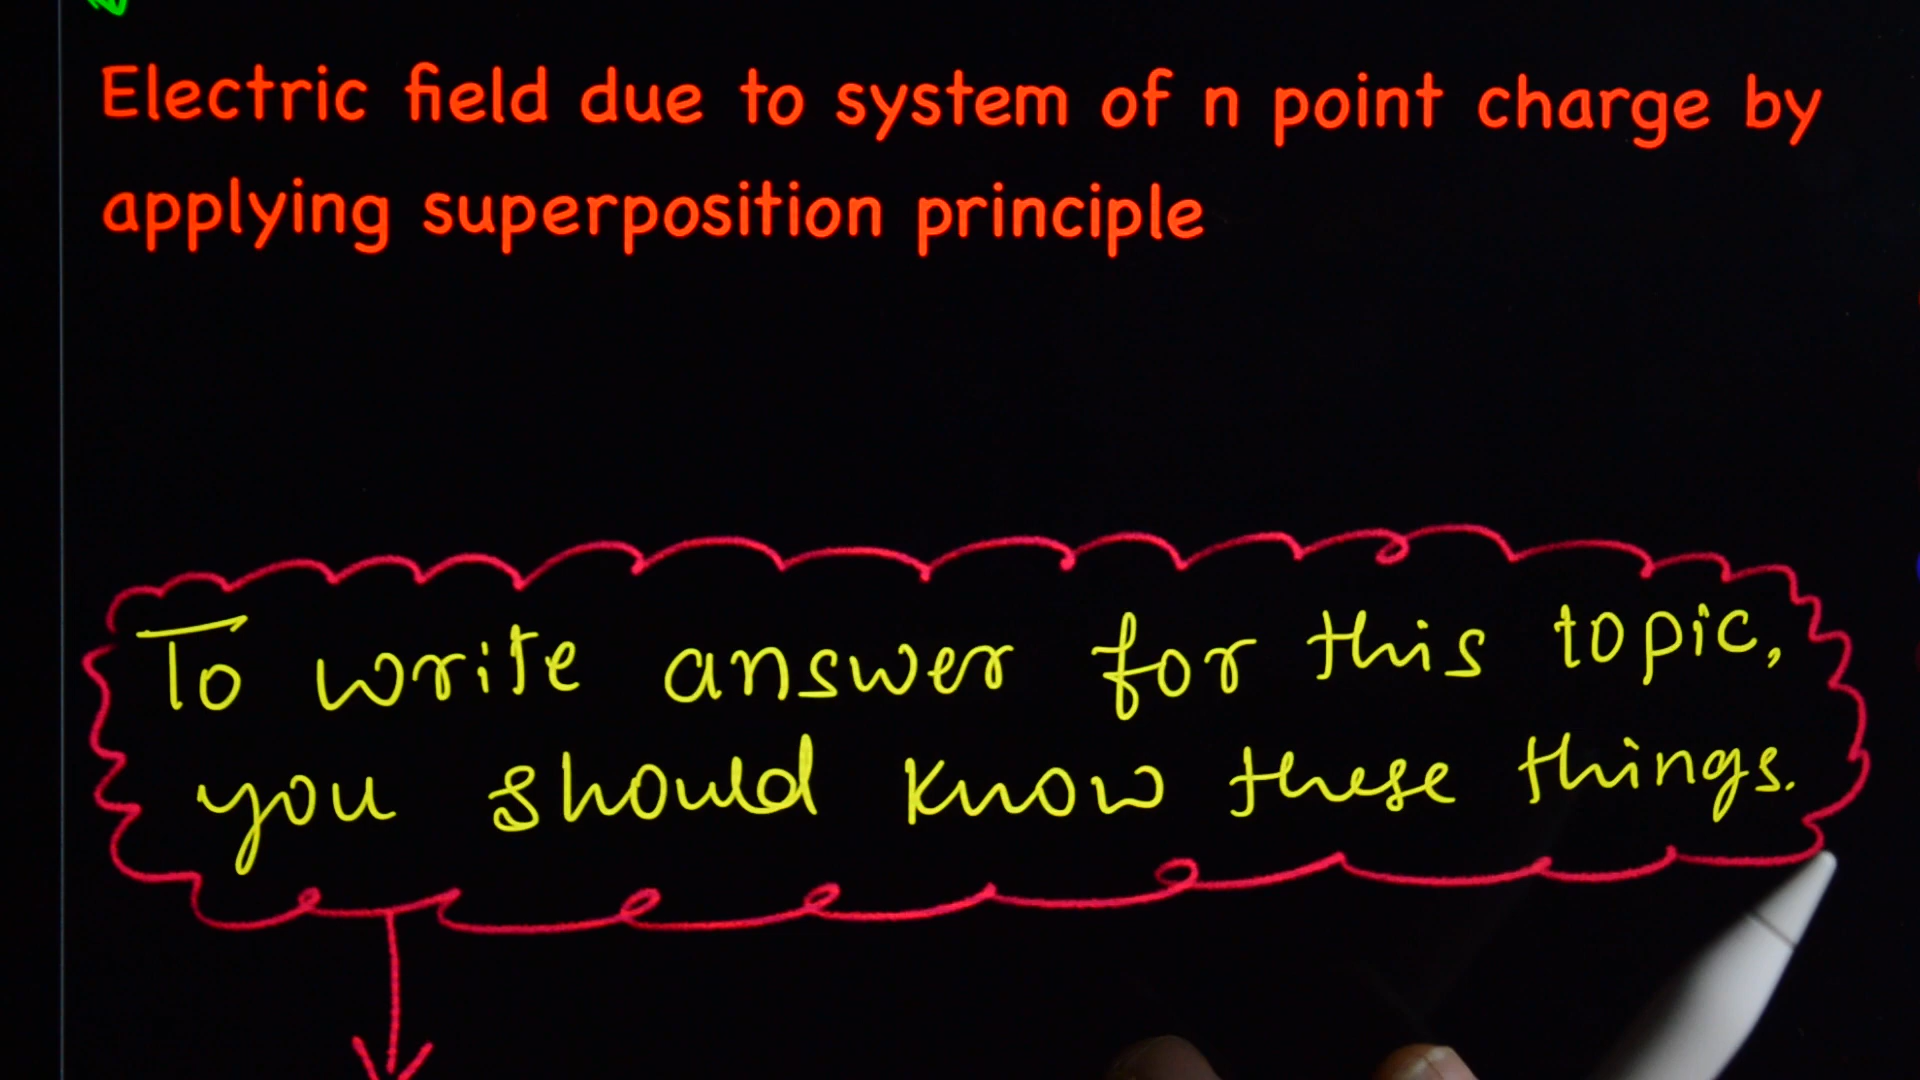 Electric field due to system of n point charge by
applying superposition principle
To write answer for this topic,
you should know these things.